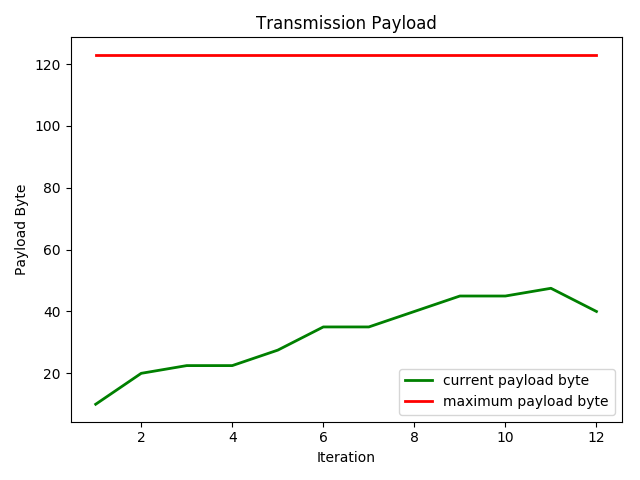 Transmission Payload
120
100
80
60
40
20
Payload Byte
current payload byte
maximum payload byte
2 4 6 8 10 12
Iteration